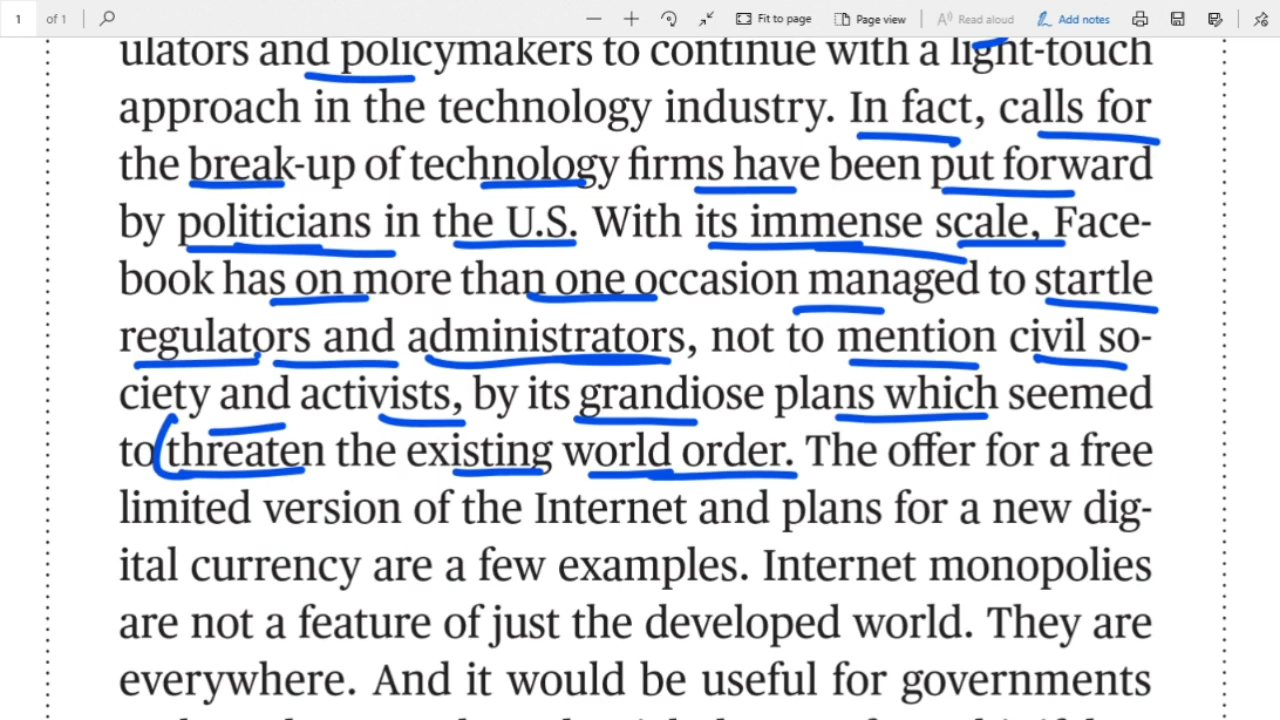 1 of 1 Fit to page Page view Read aloud Add notes
ulators and policymakers to continue with a light-touch
approach in the technology industry. In fact, calls for
the break-up of technology firms have been put forward
by politicians in the U.S. With its immense scale, Face-
book has on more than one occasion managed to startle
regulators and administrators, not to mention civil so-
ciety and activists, by its grandiose plans which seemed
to threaten the existing world order. The offer for a free
limited version of the Internet and plans for a new dig-
ital currency are a few examples. Internet monopolies
are not a feature of just the developed world. They are
everywhere. And it would be useful for governments